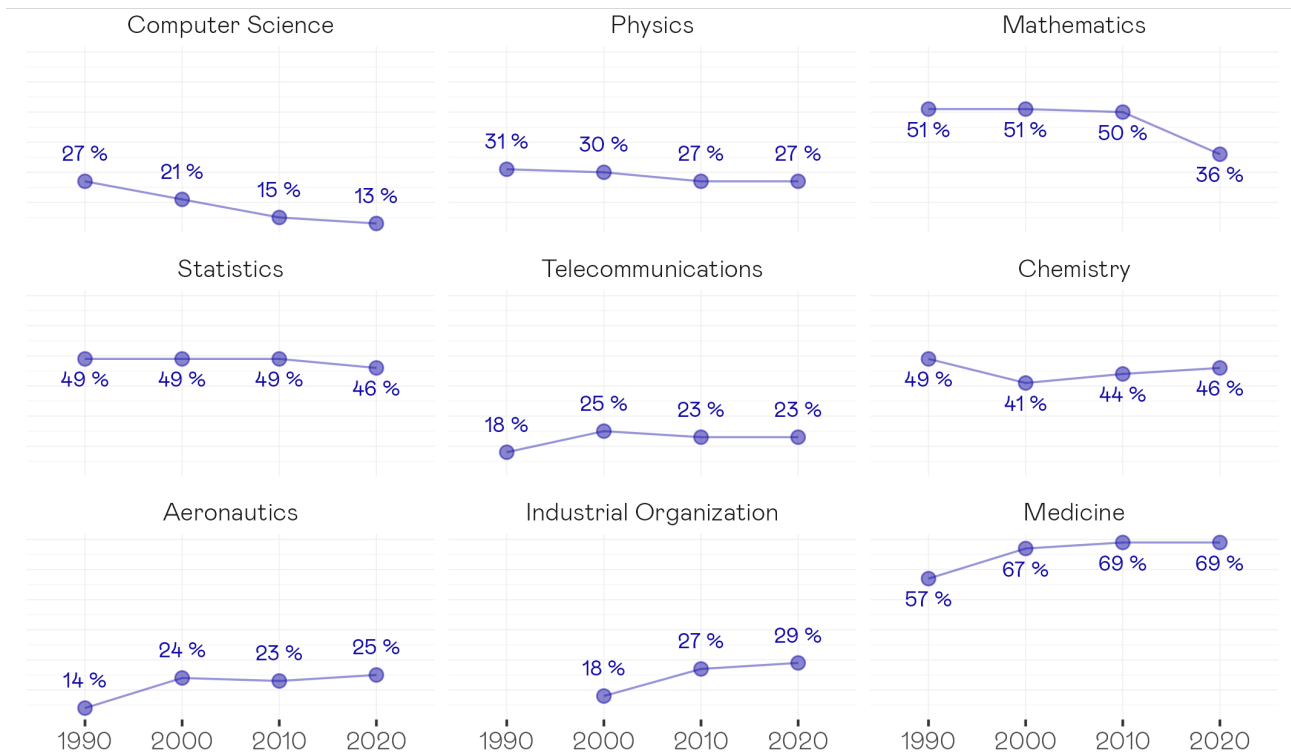 Computer Science
Physics
Mathematics
27 %
21 %
15 %
13 %
31 %
30 %
27 %
27 %
51 %
51 %
50 %
36 %
Statistics
Telecommunications
Chemistry
49 %
49 %
49 %
46 %
18 %
25 %
23 %
23 %
49 %
41 %
44 %
46 %
Aeronautics
Industrial Organization
Medicine
14 %
24 %
23 %
25 %
18 %
27 %
29 %
57 %
67 %
69 %
69 %
1990 2000 2010 2020
1990 2000 2010 2020
1990 2000 2010 2020